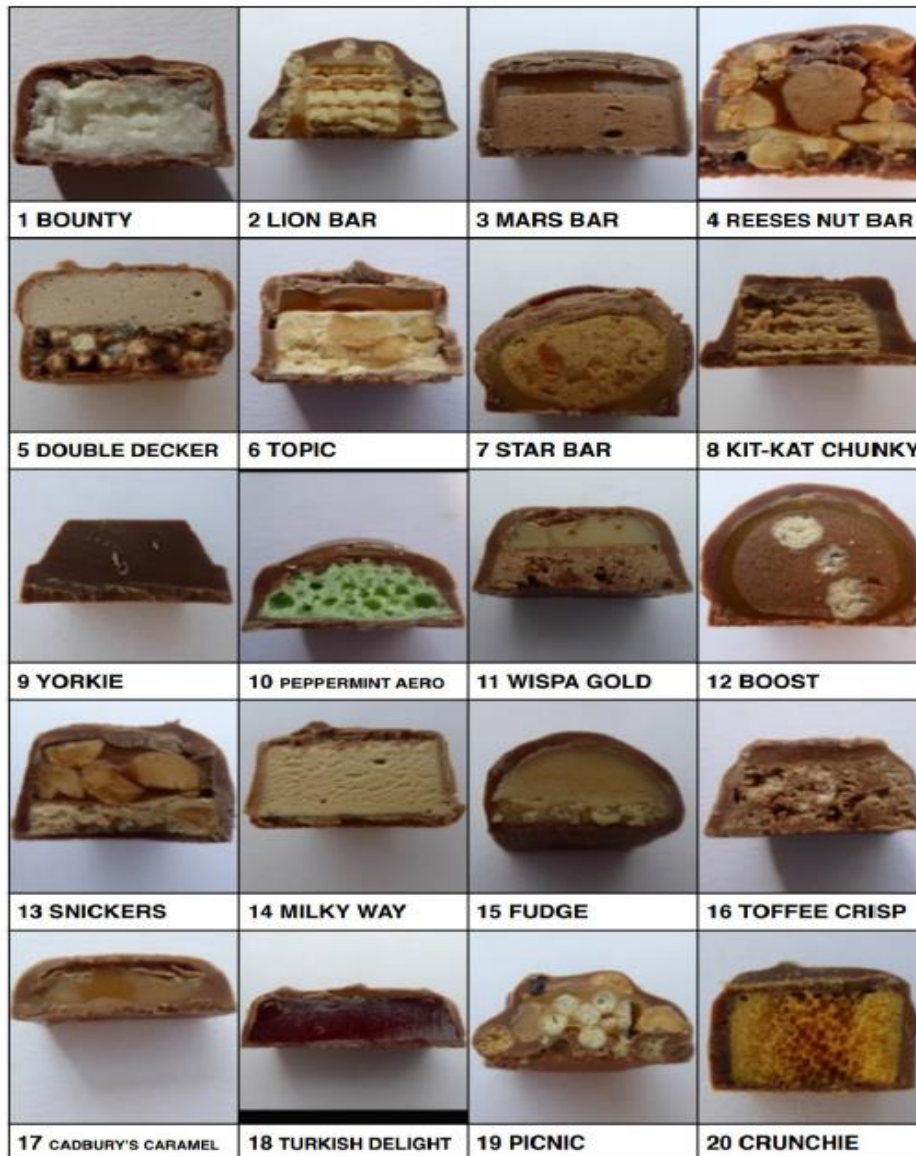 1 BOUNTY
2 LION BAR
3 MARS BAR
4 REESES NUT BAR
5 DOUBLE DECKER
6 TOPIC
7 STAR BAR
8 KIT-KAT CHUNKY
9 YORKIE
10 PEPPERMINT AERO
11 WISPA GOLD
12 BOOST
13 SNICKERS
14 MILKY WAY
15 FUDGE
16 TOFFEE CRISP
17 CADBURY'S CARAMEL
18 TURKISH DELIGHT
19 PICNIC
20 CRUNCHIE